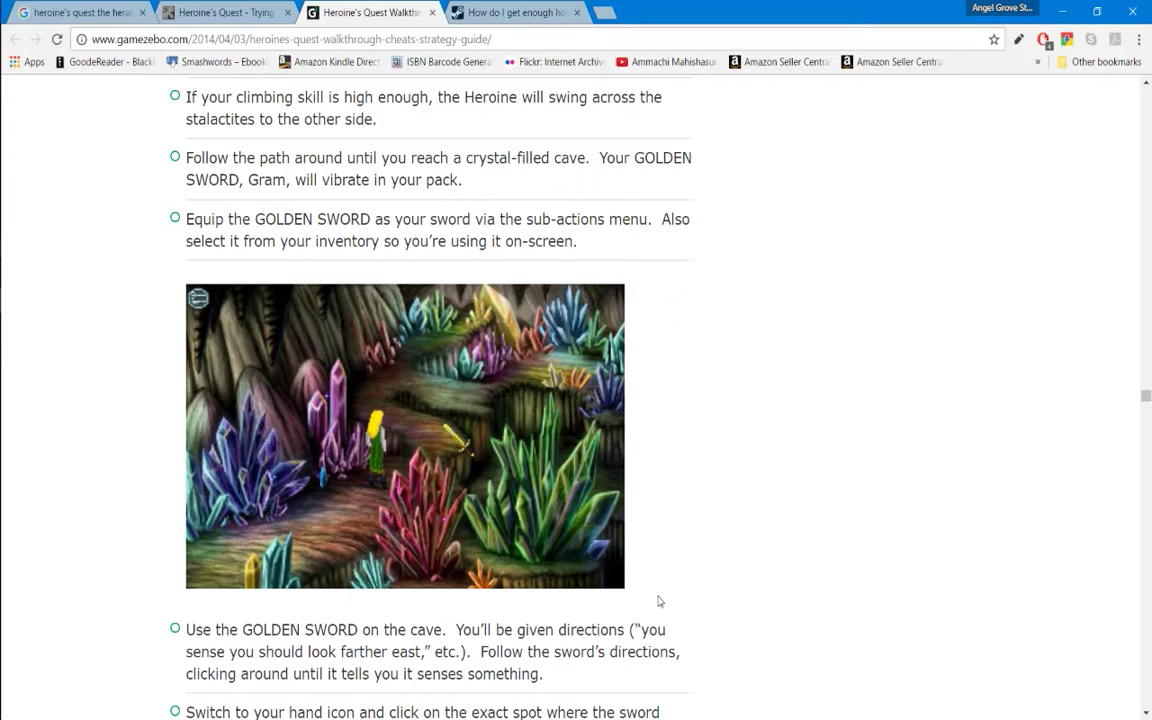 heroine's quest the hera
Heroine's Quest - Trying
Heroine's Quest Walkthr
How do I get enough ho
Angel Grove St...
www.gamezebo.com/2014/04/03/heroines-quest-walkthrough-cheats-strategy-guide/
Apps
GoodeReader - Black
Smashwords – Ebook
Amazon Kindle Direct
ISBN Barcode Genera
Flickr: Internet Archiv
Ammachi Mahishasu
Amazon Seller Centra
Amazon Seller Centra
»
Other bookmarks
If your climbing skill is high enough, the Heroine will swing across the
stalactites to the other side.
Follow the path around until you reach a crystal-filled cave.  Your GOLDEN
SWORD, Gram, will vibrate in your pack.
Equip the GOLDEN SWORD as your sword via the sub-actions menu.  Also
select it from your inventory so you’re using it on-screen.
Use the GOLDEN SWORD on the cave.  You’ll be given directions (“you
sense you should look farther east,” etc.).  Follow the sword’s directions,
clicking around until it tells you it senses something.
Switch to your hand icon and click on the exact spot where the sword